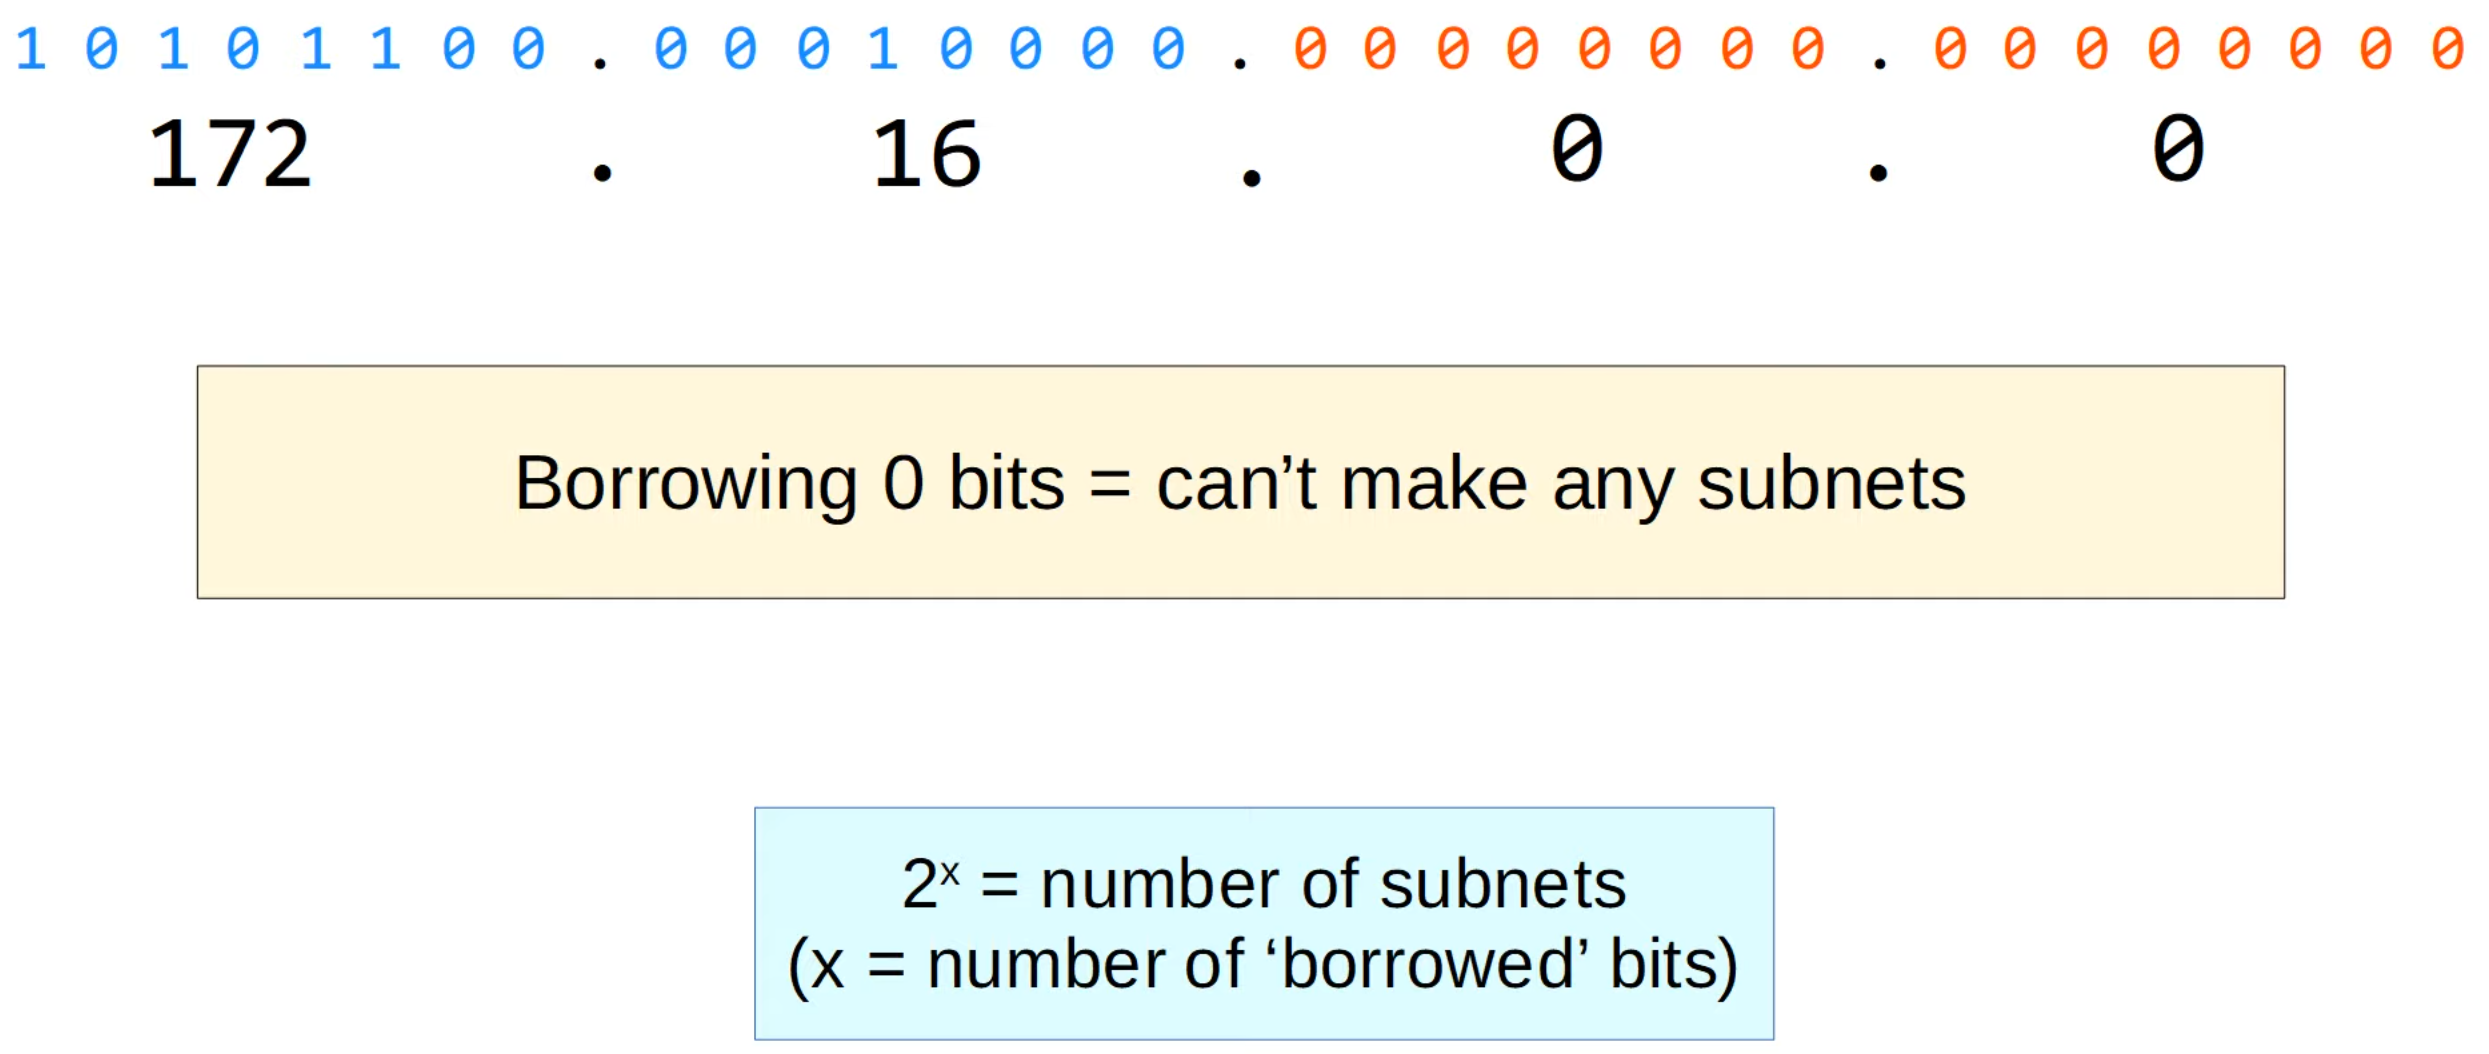 1 0 1 0 1 1 0 0 . 0 0 0 1 0 0 0 0 . 0 0 0 0 0 0 0 0 . 0 0 0 0 0 0 0 0
172 . 16 . 0 . 0
Borrowing 0 bits = can’t make any subnets
2ˣ = number of subnets
(x = number of ‘borrowed’ bits)